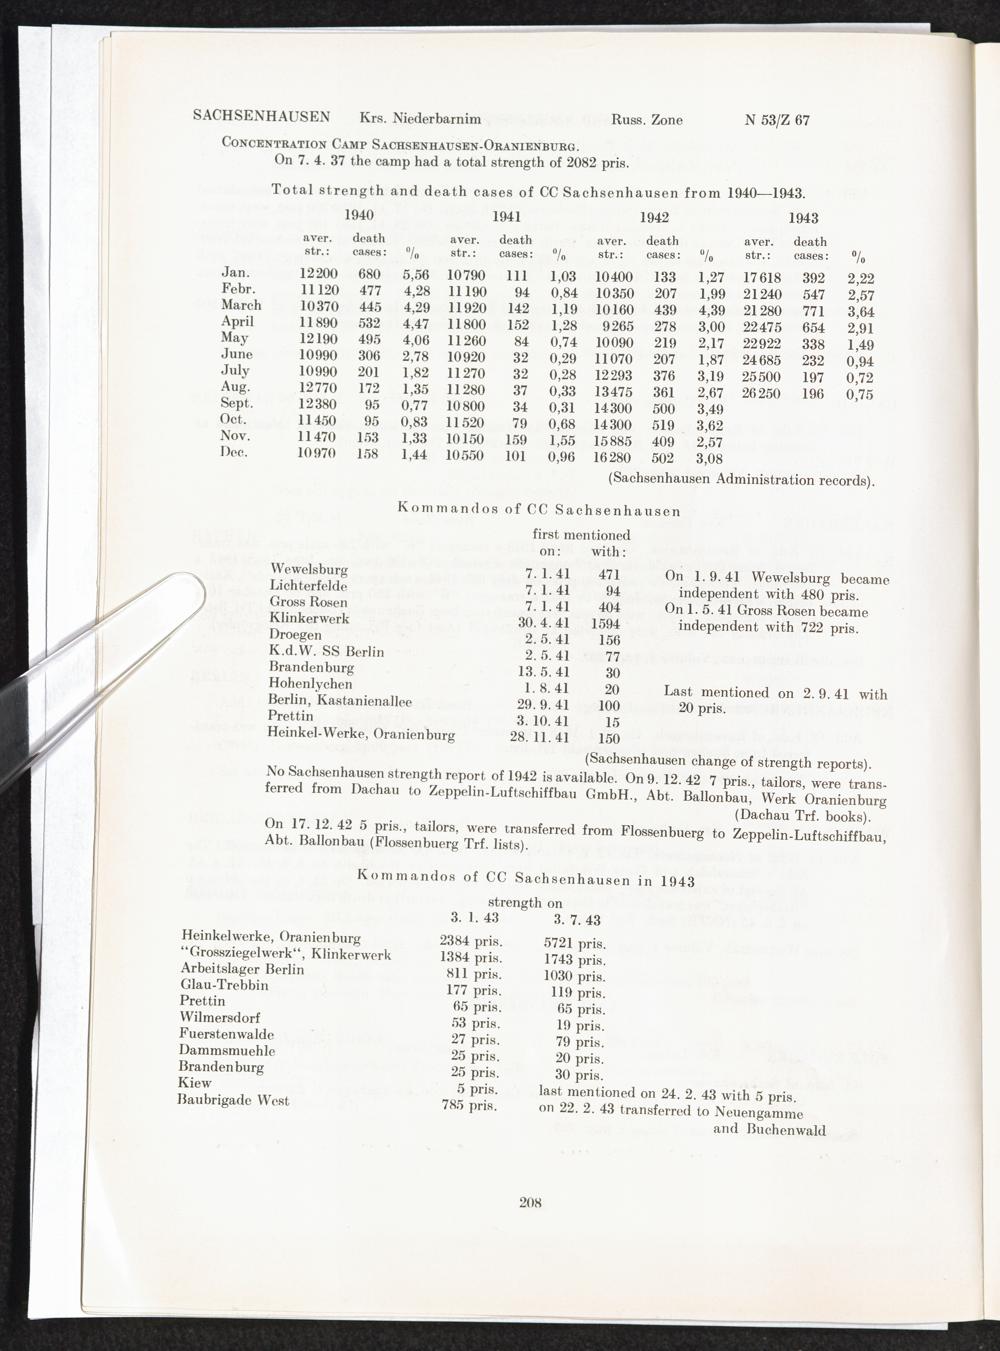 SACHSENHAUSEN Krs. Niederbarnim Russ. Zone N 53/Z 67
CONCENTRATION CAMP SACHSENHAUSEN-ORANIENBURG.
On 7. 4. 37 the camp had a total strength of 2082 pris.
Total strength and death cases of CC Sachsenhausen from 1940—1943.
1940 1941 1942 1943
aver. death aver. death aver. death aver. death
str.: cases: % str.: cases: % str.: cases: % str.: cases: %
Jan. 12200 680 5,56 10790 111 1,03 10400 133 1,27 17618 392 2,22
Febr. 11120 477 4,28 11190 94 0,84 10350 207 1,99 21240 547 2,57
March 10370 445 4,29 11920 142 1,19 10160 439 4,39 21280 771 3,64
April 11890 532 4,47 11800 152 1,28 9265 278 3,00 22475 654 2,91
May 12190 495 4,06 11260 84 0,74 10090 219 2,17 22922 338 1,49
June 10990 306 2,78 10920 32 0,29 11070 207 1,87 24685 232 0,94
July 10990 201 1,82 11270 32 0,28 12293 376 3,19 25500 197 0,72
Aug. 12770 172 1,35 11280 37 0,33 13475 361 2,67 26250 196 0,75
Sept. 12380 95 0,77 10800 34 0,31 14300 500 3,49
Oct. 11450 95 0,83 11520 79 0,68 14300 519 3,62
Nov. 11470 153 1,33 10150 159 1,55 15885 409 2,57
Dec. 10970 158 1,44 10550 101 0,96 16280 502 3,08
(Sachsenhausen Administration records).
Kommandos of CC Sachsenhausen
first mentioned
on: with:
Wewelsburg 7. 1. 41 471 On 1. 9. 41 Wewelsburg became
Lichterfelde 7. 1. 41 94 independent with 480 pris.
Gross Rosen 7. 1. 41 404 On 1. 5. 41 Gross Rosen became
Klinkerwerk 30. 4. 41 1594 independent with 722 pris.
Droegen 2. 5. 41 156
K.d.W. SS Berlin 2. 5. 41 77
Brandenburg 13. 5. 41 30
Hohenlychen 1. 8. 41 20 Last mentioned on 2. 9. 41 with
Berlin, Kastanienallee 29. 9. 41 100 20 pris.
Prettin 3. 10. 41 15
Heinkel-Werke, Oranienburg 28. 11. 41 150
(Sachsenhausen change of strength reports).
No Sachsenhausen strength report of 1942 is available. On 9. 12. 42 7 pris., tailors, were trans-
ferred from Dachau to Zeppelin-Luftschiffbau GmbH., Abt. Ballonbau, Werk Oranienburg
(Dachau Trf. books).
On 17. 12. 42 5 pris., tailors, were transferred from Flossenbuerg to Zeppelin-Luftschiffbau,
Abt. Ballonbau (Flossenbuerg Trf. lists).
Kommandos of CC Sachsenhausen in 1943
strength on
3. 1. 43 3. 7. 43
Heinkelwerke, Oranienburg 2384 pris. 5721 pris.
“Grossziegelwerk“, Klinkerwerk 1384 pris. 1743 pris.
Arbeitslager Berlin 811 pris. 1030 pris.
Glau-Trebbin 177 pris. 119 pris.
Prettin 65 pris. 65 pris.
Wilmersdorf 53 pris. 19 pris.
Fuerstenwalde 27 pris. 79 pris.
Dammsmuehle 25 pris. 20 pris.
Brandenburg 25 pris. 30 pris.
Kiew 5 pris. last mentioned on 24. 2. 43 with 5 pris.
Baubrigade West 785 pris. on 22. 2. 43 transferred to Neuengamme
and Buchenwald
208